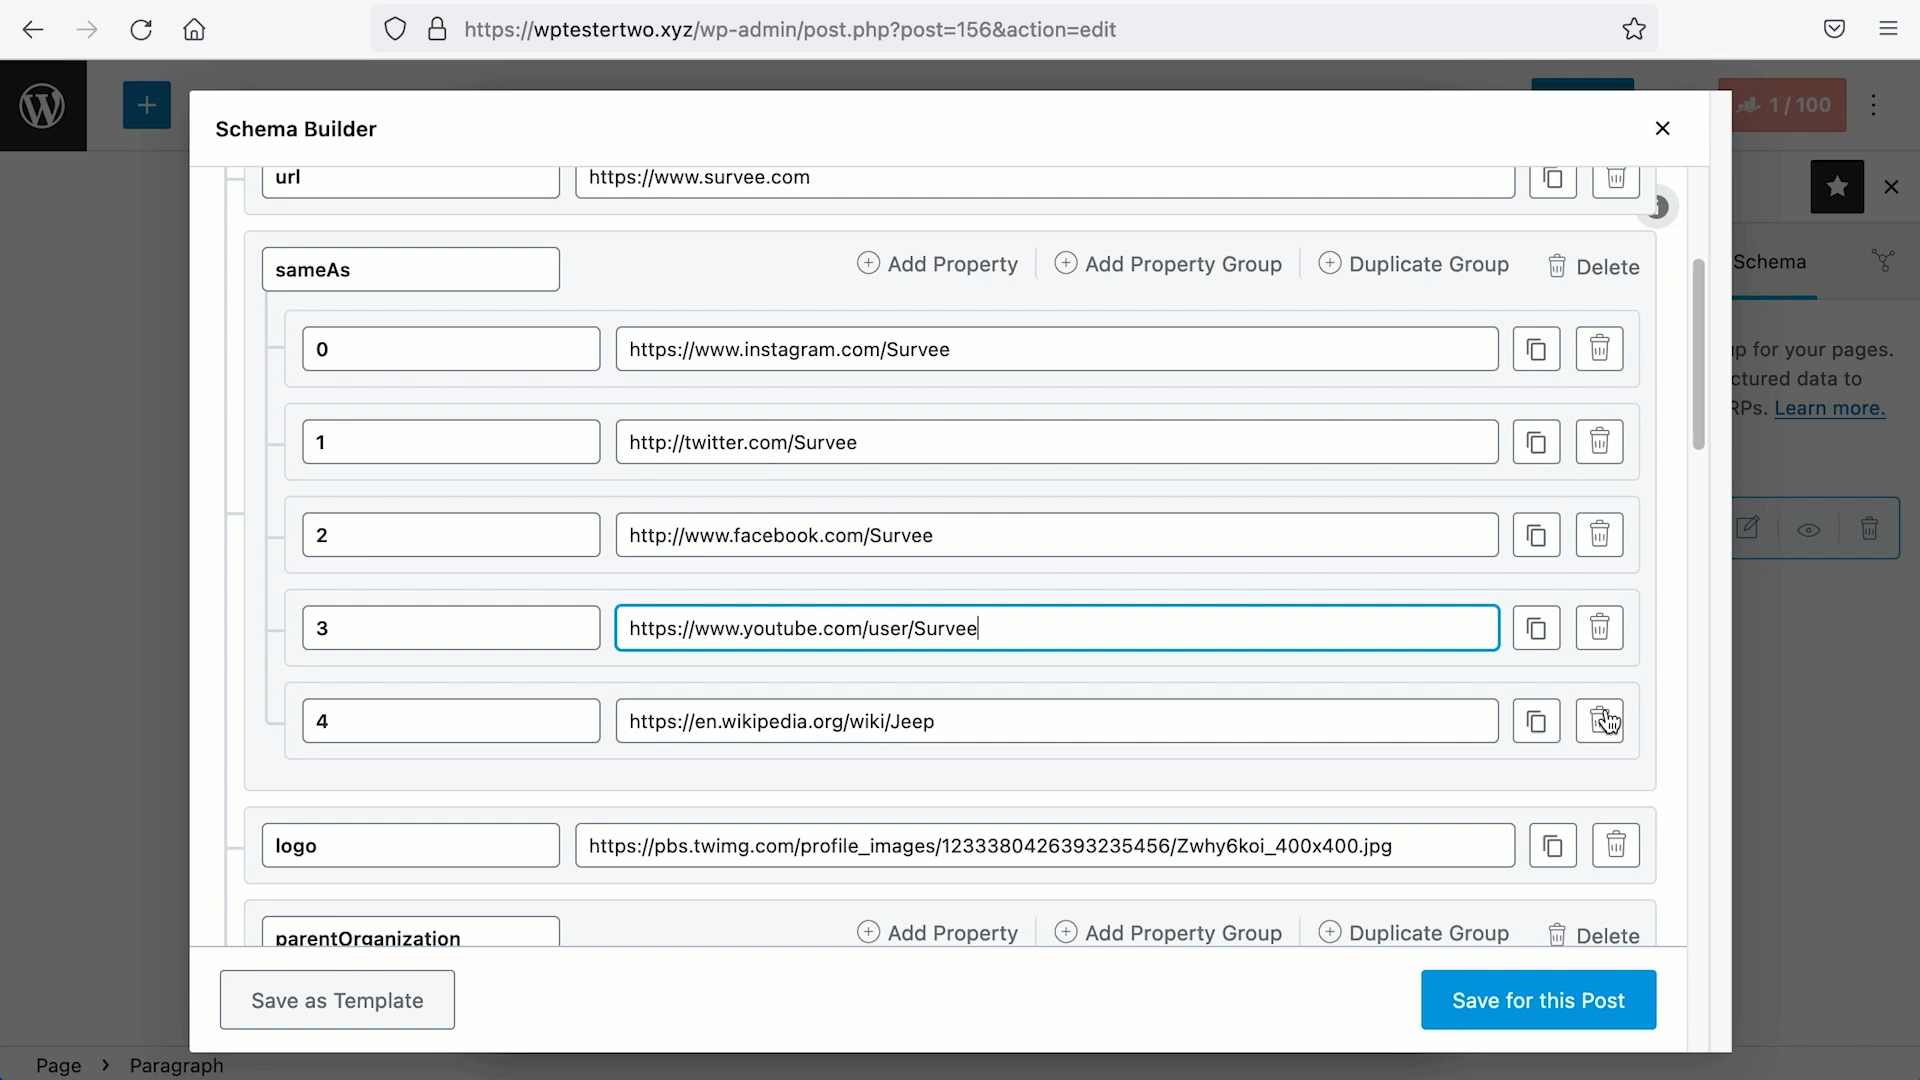 https://wptestertwo.xyz/wp-admin/post.php?post=156&action=edit
1 / 100
Schema Builder
url
https://www.survee.com
sameAs
Add Property
Add Property Group
Duplicate Group
Delete
Schema
0
https://www.instagram.com/Survee
for your pages.
data to
Learn more.
1
http://twitter.com/Survee
2
http://www.facebook.com/Survee
3
https://www.youtube.com/user/Survee
4
https://en.wikipedia.org/wiki/Jeep
logo
https://pbs.twimg.com/profile_images/1233380426393235456/Zwhy6koi_400x400.jpg
parentOrganization
Add Property
Add Property Group
Duplicate Group
Delete
Save as Template
Save for this Post
Page > Paragraph